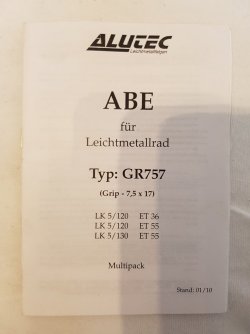 ALUTEC
Leichtmetallfelgen
ABE
für
Leichtmetallrad
Typ: GR757
(Grip - 7,5 x 17)
LK 5/120 ET 36
LK 5/120 ET 55
LK 5/130 ET 55
Multipack
Stand: 01/10